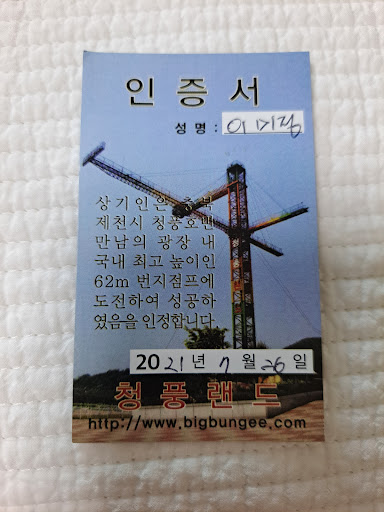 인증서
성 명 : 이미정
상기인은 충북
제천시 청풍호반
만남의 광장 내
국내 최고 높이인
62m 번지점프에
도전하여 성공하
였음을 인정합니다
2021년 7월 26일
청풍랜드
http://www.bigbungee.com